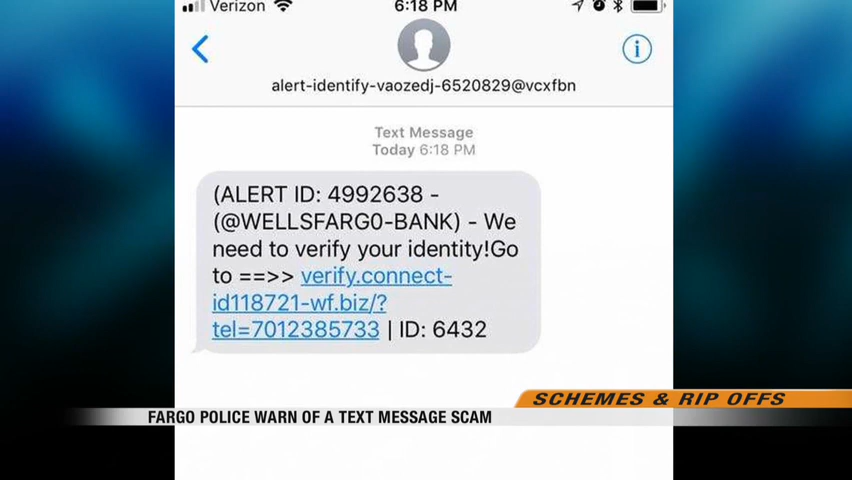 Verizon 6:18 PM
alert-identify-vaozedj-6520829@vcxfbn
Text Message
Today 6:18 PM
(ALERT ID: 4992638 -
(@WELLSFARG0-BANK) - We
need to verify your identity!Go
to ==>> verify.connect-
id118721-wf.biz/?
tel=7012385733 | ID: 6432
SCHEMES & RIP OFFS
FARGO POLICE WARN OF A TEXT MESSAGE SCAM